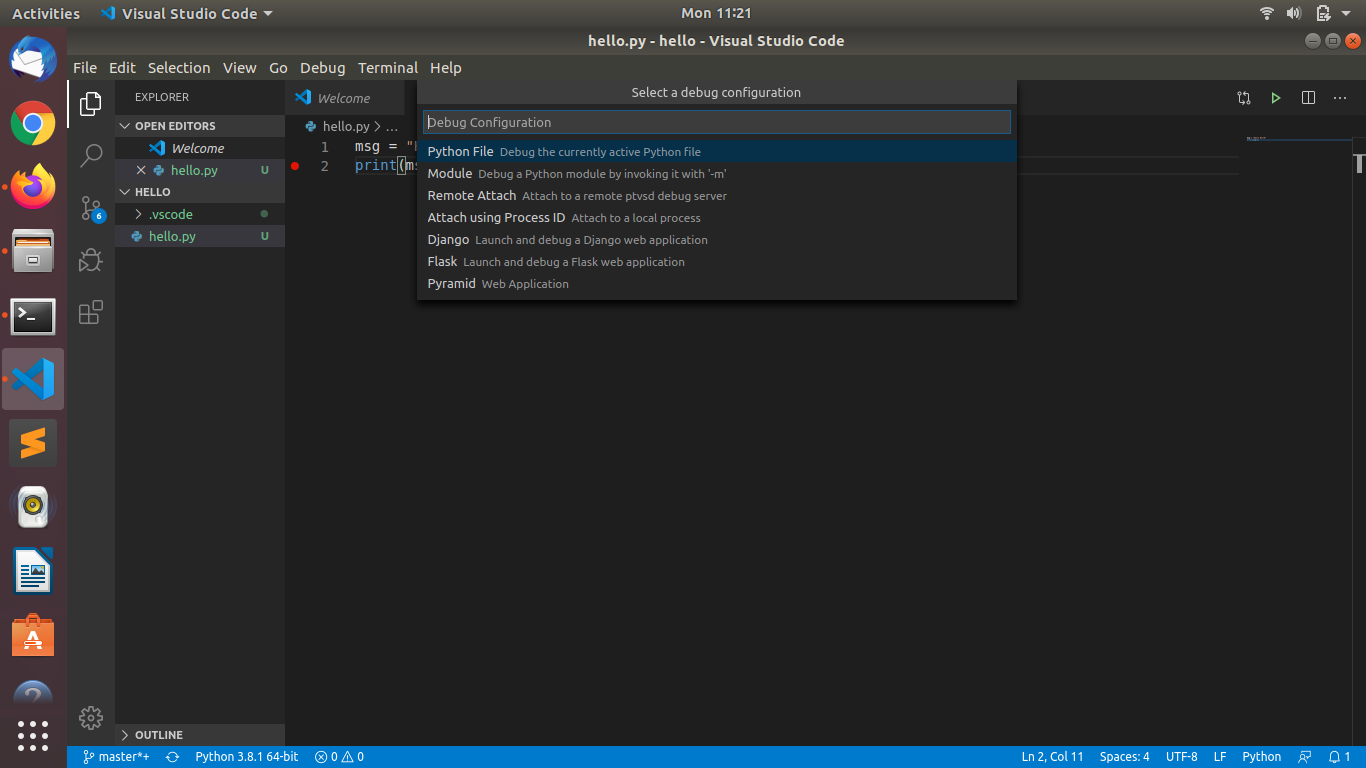 Activities
Visual Studio Code
Mon 11:21
hello.py - hello - Visual Studio Code
File Edit Selection View Go Debug Terminal Help
EXPLORER
OPEN EDITORS
Welcome
hello.py U
HELLO
.vscode
hello.py U
OUTLINE
6
Welcome
hello.py > ...
1 msg = "
2 print(m
Select a debug configuration
Debug Configuration
Python File Debug the currently active Python file
Module Debug a Python module by invoking it with '-m'
Remote Attach Attach to a remote ptvsd debug server
Attach using Process ID Attach to a local process
Django Launch and debug a Django web application
Flask Launch and debug a Flask web application
Pyramid Web Application
master*+ Python 3.8.1 64-bit 0 0 Ln 2, Col 11 Spaces: 4 UTF-8 LF Python 1